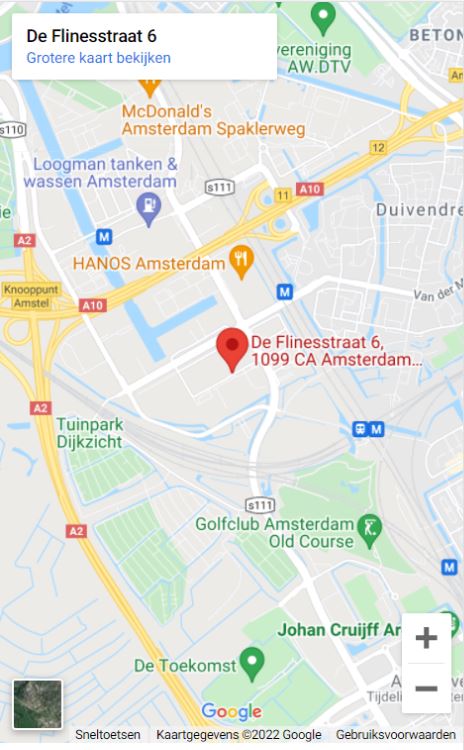 De Flinesstraat 6
Grotere kaart bekijken
vereniging
AW.DTV
BETON
McDonald's
Amsterdam Spaklerweg
s110
12
Loogman tanken &
wassen Amsterdam
s111
11
A10
Duivendre
A2
M
HANOS Amsterdam
Knooppunt
Amstel
M
Van der M
A10
De Flinesstraat 6,
1099 CA Amsterdam...
A2
Tuinpark
Dijkzicht
M
s111
Golfclub Amsterdam
Old Course
A2
M
Johan Cruijff Ar
De Toekomst
Tijdelij
Google
Sneltoetsen
Kaartgegevens ©2022 Google
Gebruiksvoorwaarden